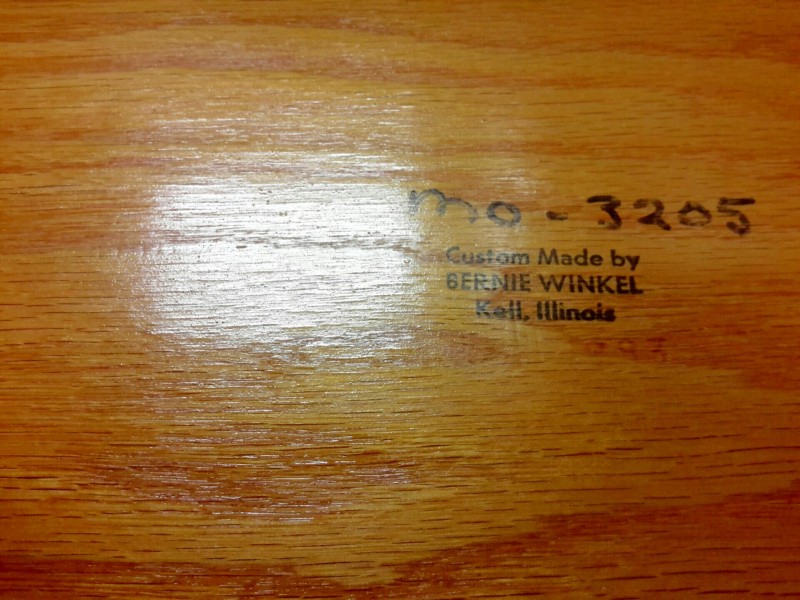 mo - 3205
Custom Made by
BERNIE WINKEL
Kell, Illinois